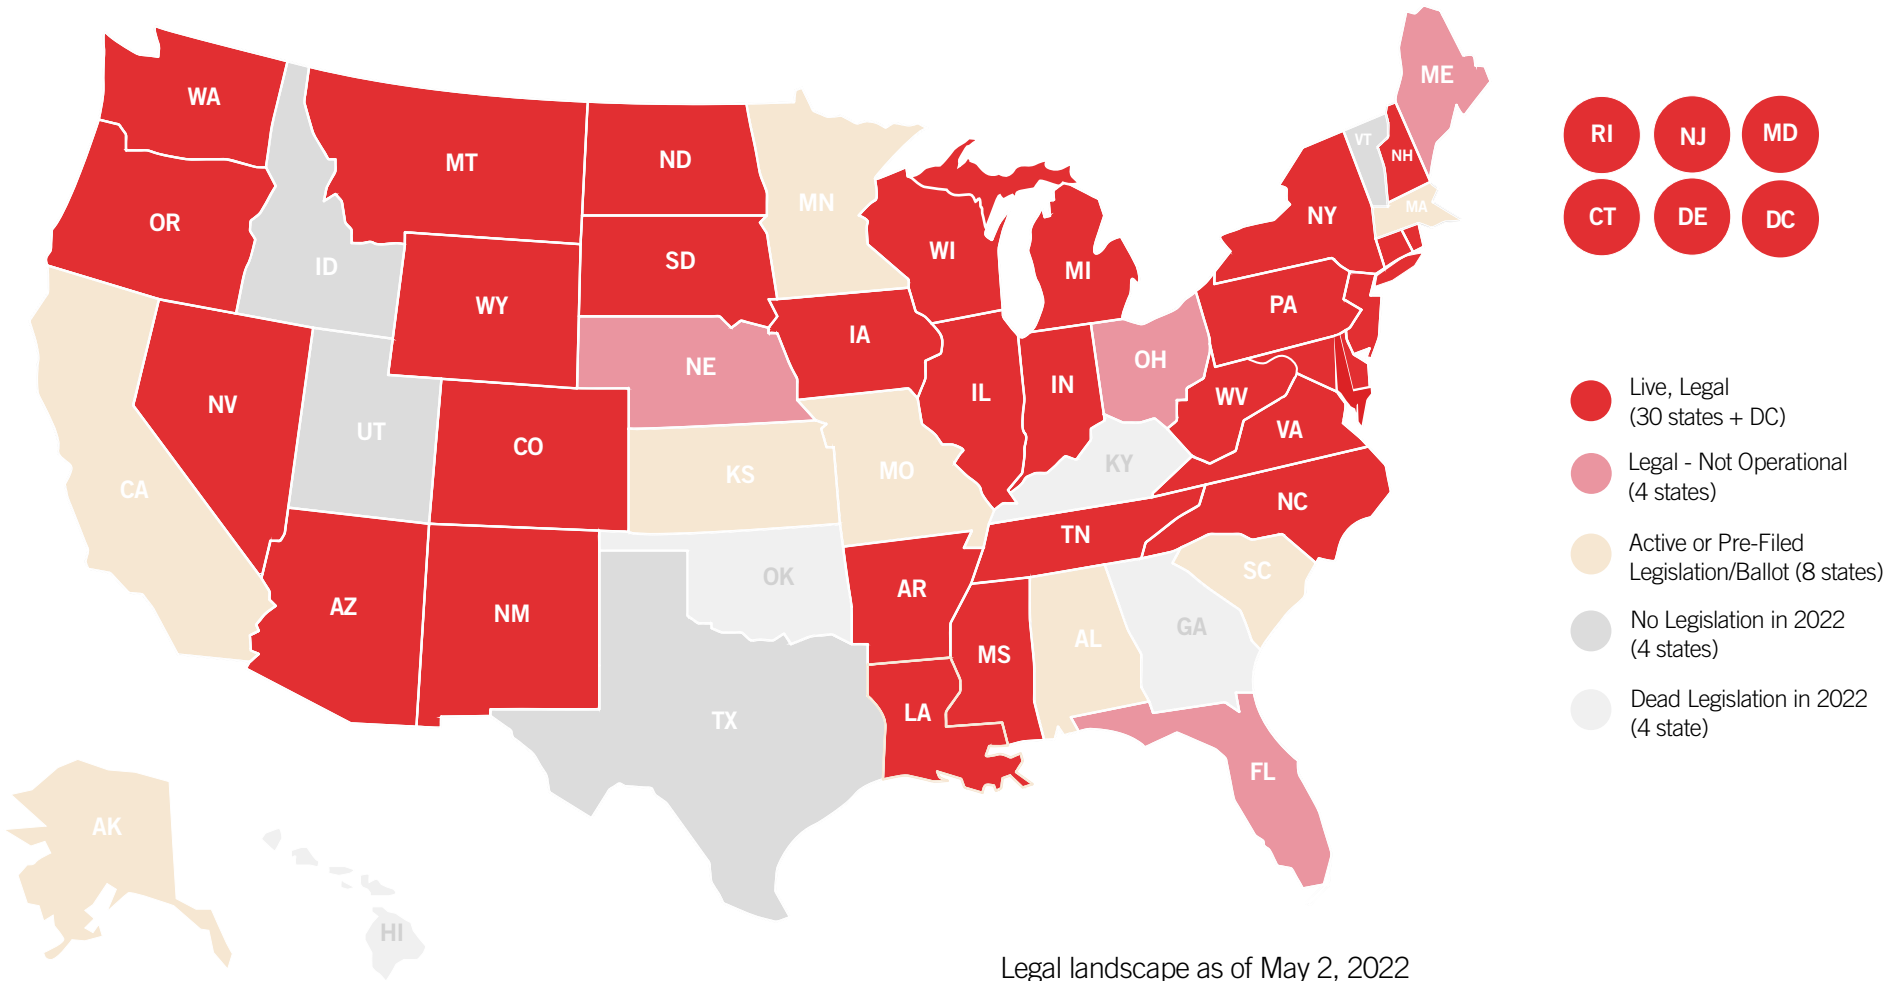 ME
WA
RI
NJ
MD
VT
NH
MT
ND
MN
MA
OR
NY
CT
DE
DC
WI
ID
SD
MI
WY
PA
IA
NE
OH
NV
IL
IN
WV
Live, Legal
(30 states + DC)
UT
CO
VA
CA
KS
MO
KY
Legal - Not Operational
(4 states)
NC
TN
Active or Pre-Filed
Legislation/Ballot (8 states)
AZ
NM
OK
AR
SC
No Legislation in 2022
(4 states)
MS
AL
GA
TX
LA
Dead Legislation in 2022
(4 state)
FL
AK
HI
Legal landscape as of May 2, 2022